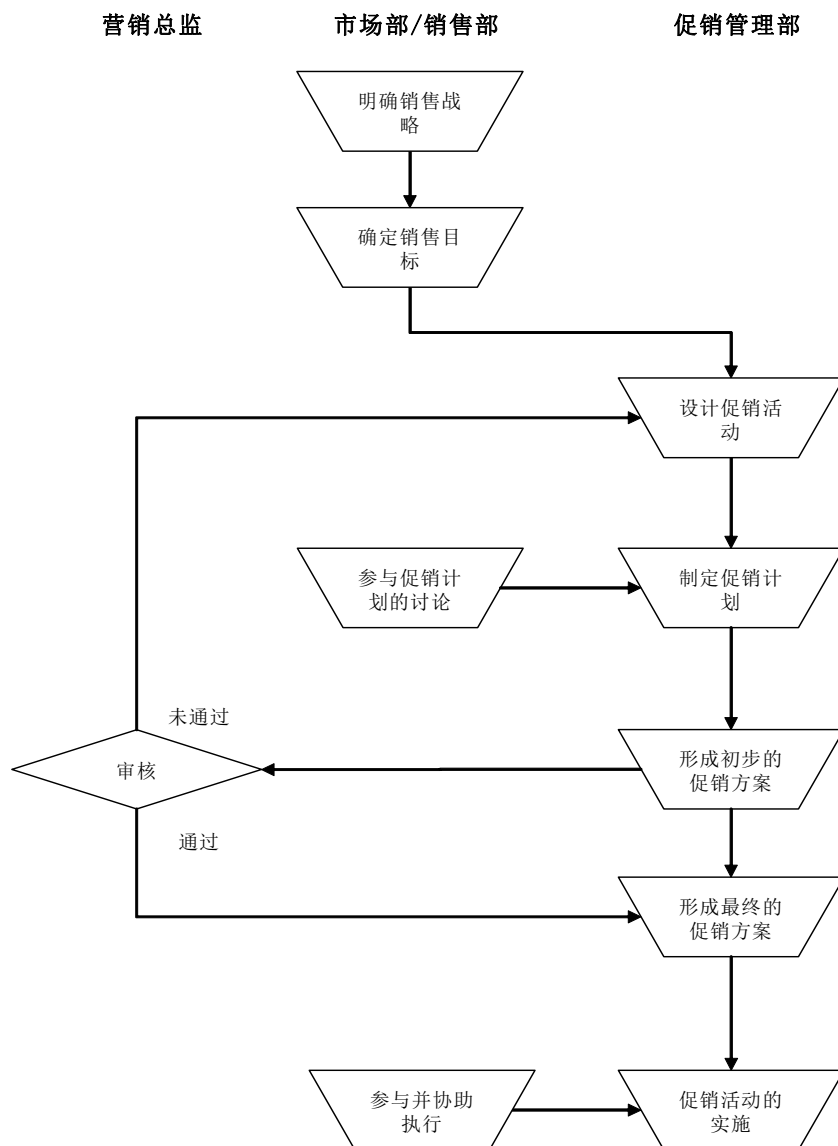 营销总监 市场部/销售部 促销管理部
明确销售战
略
确定销售目
标
设计促销活
动
参与促销计
划的讨论
制定促销计
划
未通过
审核
形成初步的
促销方案
通过
形成最终的
促销方案
参与并协助
执行
促销活动的
实施